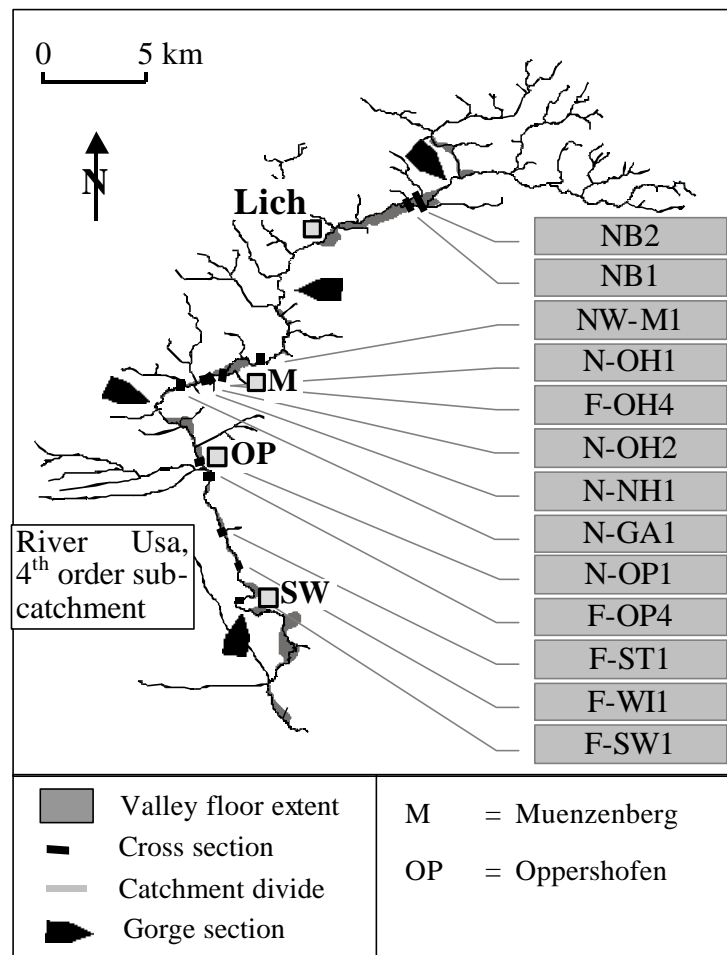 0 5 km
N
Lich
NB2
NB1
NW-M1
N-OH1
M
F-OH4
N-OH2
OP
N-NH1
N-GA1
River Usa,
4th order sub-
catchment
N-OP1
SW
F-OP4
F-ST1
F-WI1
F-SW1
Valley floor extent
Cross section
Catchment divide
Gorge section
M = Muenzenberg
OP = Oppershofen